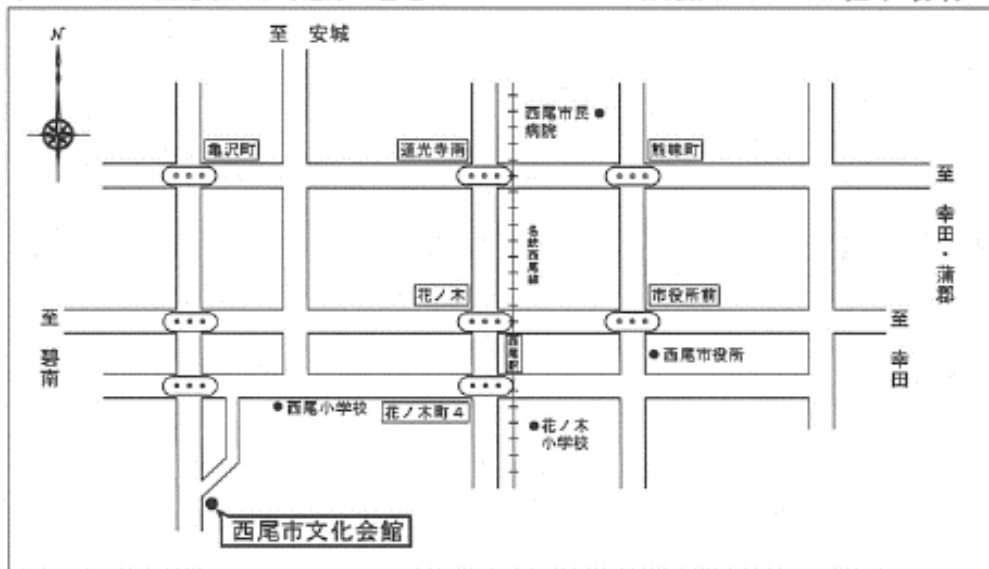 N
至 安城
西尾市民
病院
亀沢町
道光寺南
熊味町
至 幸田・蒲郡
名鉄西尾線
花ノ木
市役所前
至 碧南
至 幸田
西尾駅
西尾市役所
西尾小学校
花ノ木町4
花ノ木
小学校
西尾市文化会館